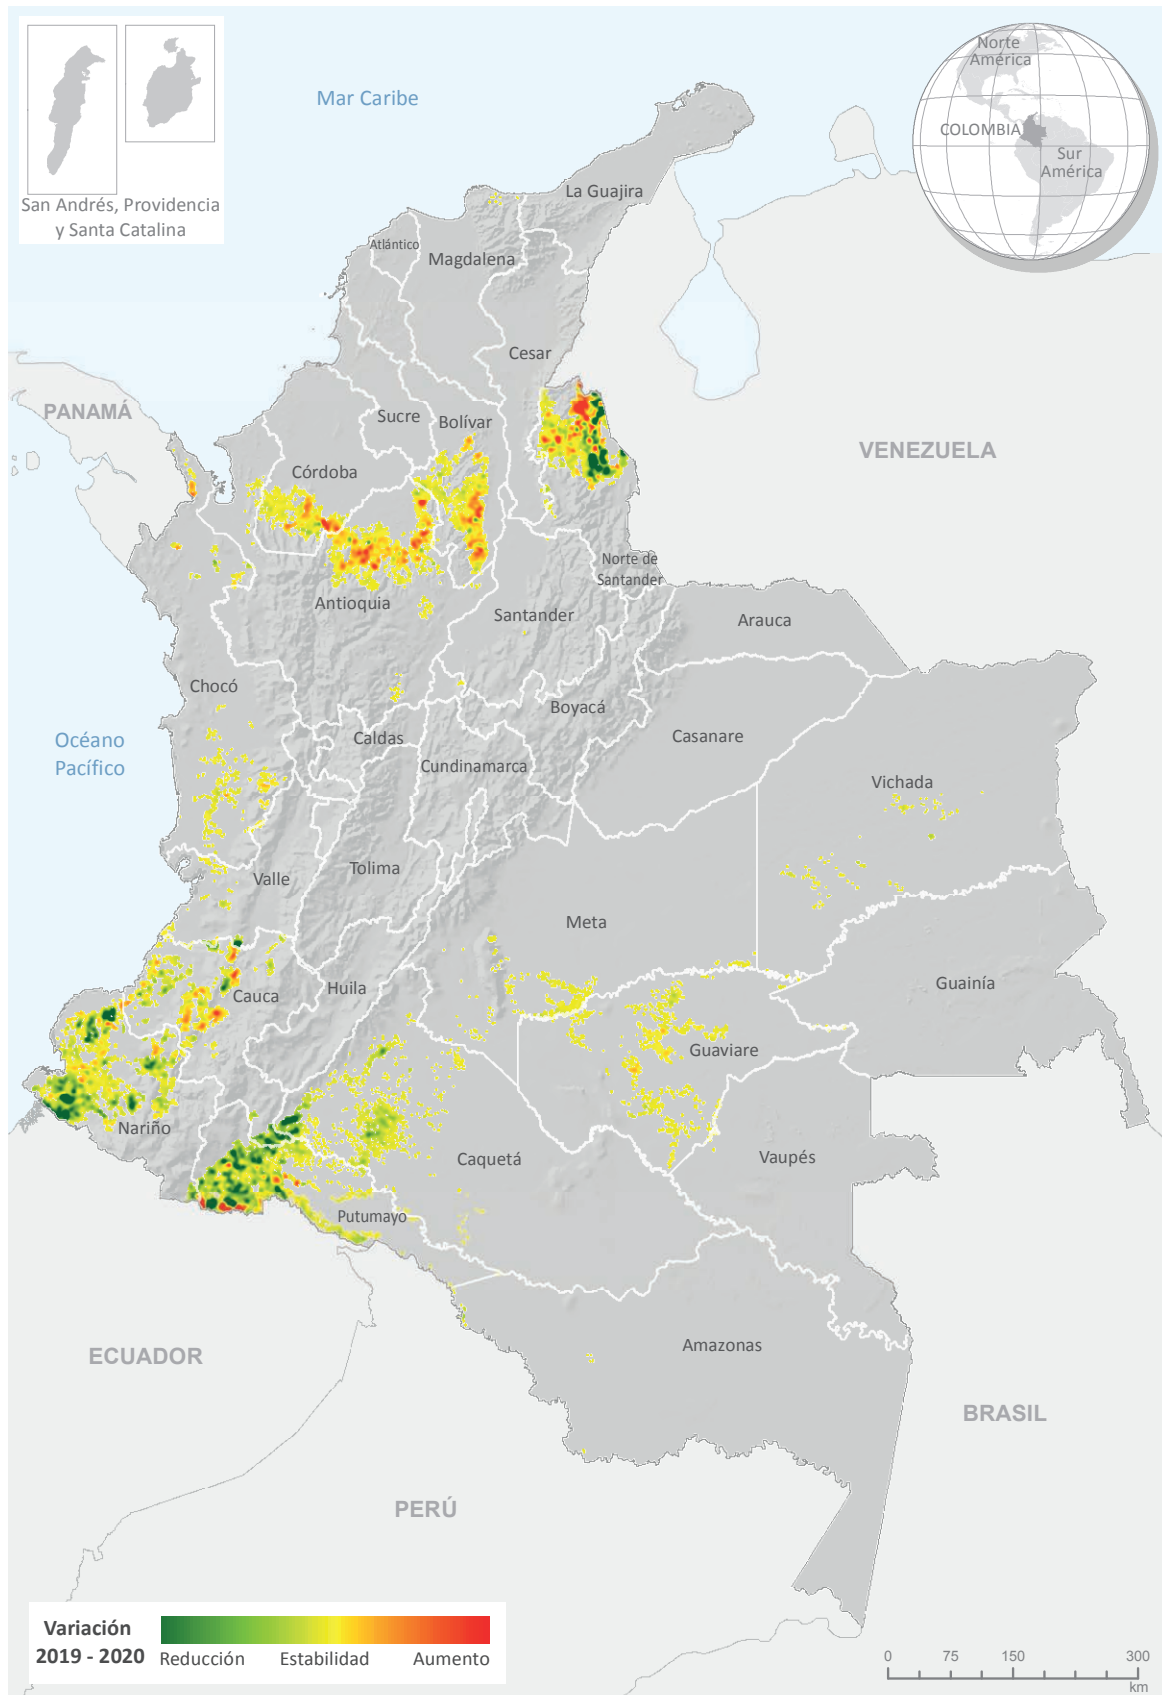 Norte
América
COLOMBIA
Sur
América
San Andrés, Providencia
y Santa Catalina
Mar Caribe
La Guajira
Atlántico
Magdalena
Cesar
PANAMÁ
Sucre
Bolívar
VENEZUELA
Córdoba
Norte de
Santander
Antioquia
Santander
Arauca
Chocó
Boyacá
Océano
Pacífico
Caldas
Casanare
Cundinamarca
Vichada
Tolima
Valle
Meta
Huila
Cauca
Guainía
Guaviare
Nariño
Caquetá
Vaupés
Putumayo
Amazonas
ECUADOR
BRASIL
PERÚ
Variación
2019 - 2020
Reducción Estabilidad Aumento
0 75 150 300
km